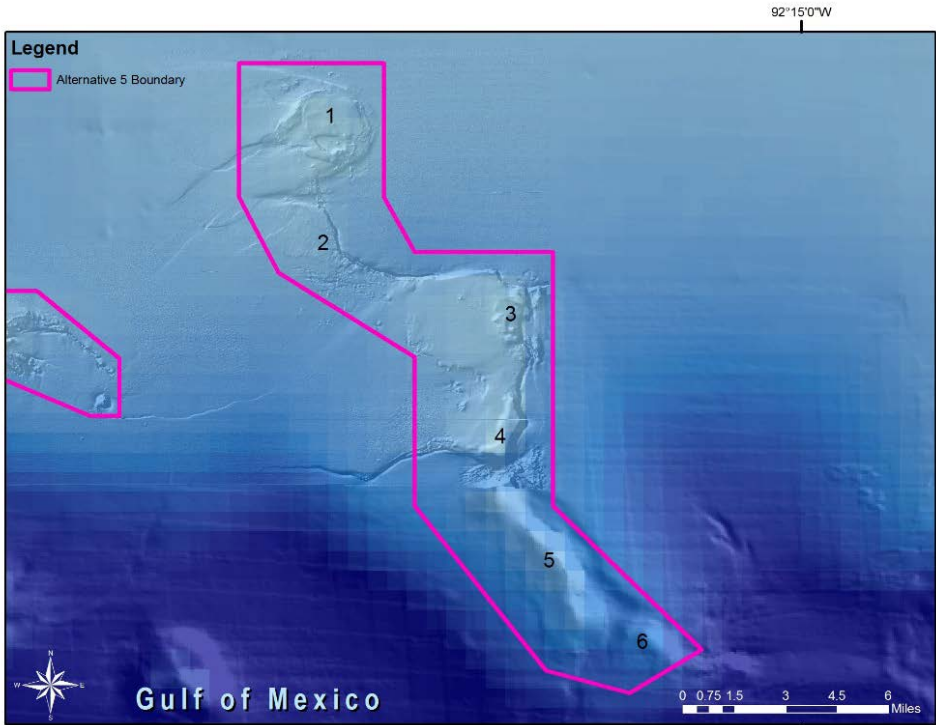 92°15'0"W
Legend
Alternative 5 Boundary
1
2
3
4
5
6
N
W E
S
Gulf of Mexico
0 0.75 1.5 3 4.5 6
Miles